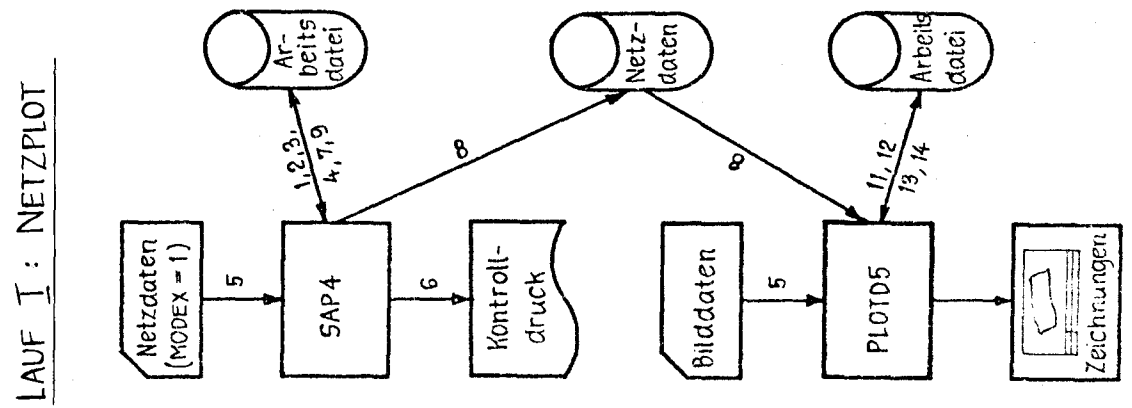 LAUF I : NETZPLOT
Netzdaten
(MODEX = 1)
5
SAP4
6
Kontroll-
druck
1, 2, 3,
4, 7, 9
Ar-
beits
datei
8
Netz-
daten
8
Bilddaten
5
PLOTD5
11, 12
13, 14
Arbeits
datei
Zeichnungen